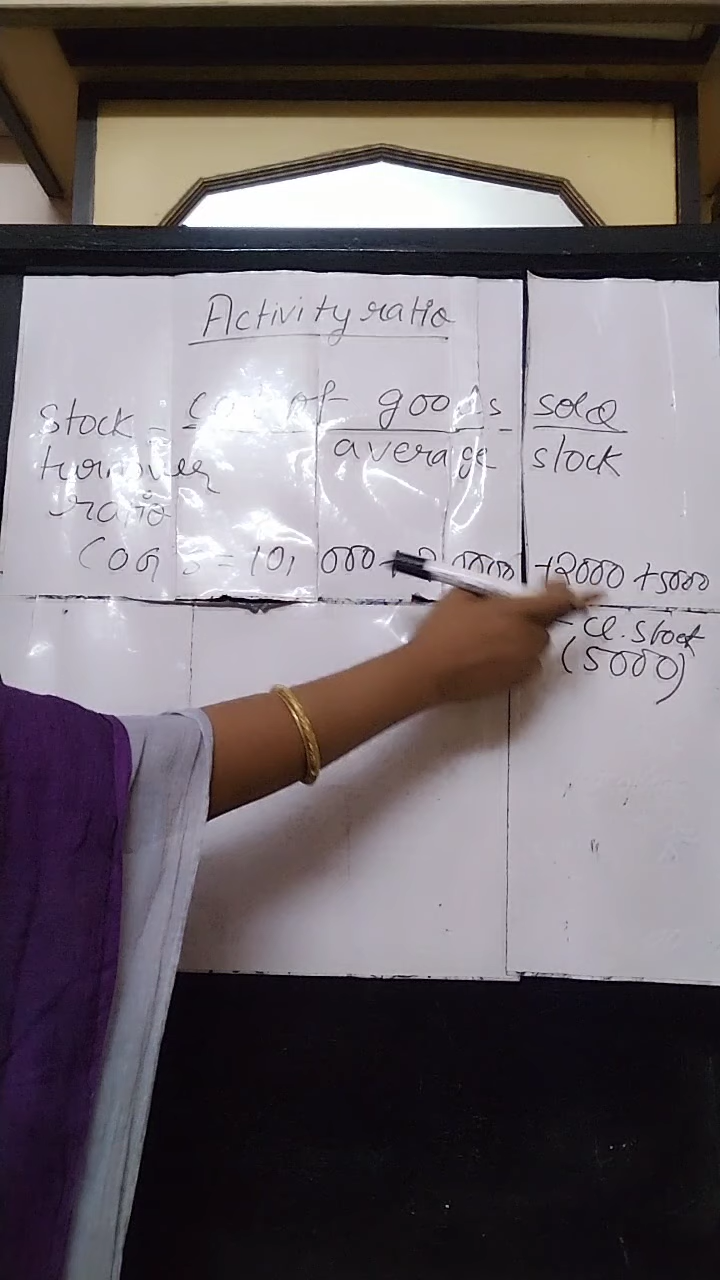 Activity ratio
Stock = cost of goods sold
turnover average stock
ratio
COGS = 10,000 + 2000 + 5000
- Cl. Stock
(5000)